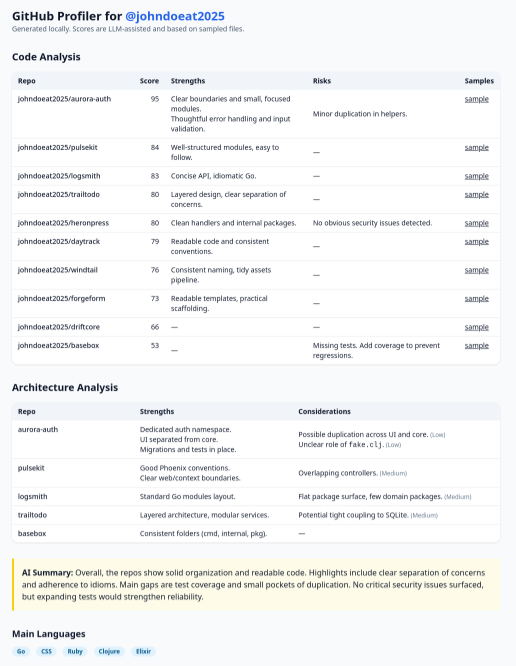 GitHub Profiler for @johndoeat2025
Generated locally. Scores are LLM-assisted and based on sampled files.
Code Analysis
Repo Score Strengths Risks Samples
johndoeat2025/aurora-auth 95 Clear boundaries and small, focused sample
modules.
Minor duplication in helpers.
Thoughtful error handling and input
validation.
johndoeat2025/pulsekit 84 Well-structured modules, easy to sample
follow. —
johndoeat2025/logsmith 83 Concise API, idiomatic Go. — sample
johndoeat2025/trailtodo 80 Layered design, clear separation of sample
concerns. —
johndoeat2025/heronpress 80 Clean handlers and internal packages. No obvious security issues detected. sample
johndoeat2025/daytrack 79 Readable code and consistent sample
conventions. —
johndoeat2025/windtail 76 Consistent naming, tidy assets sample
pipeline. —
johndoeat2025/forgeform 73 Readable templates, practical sample
scaffolding. —
johndoeat2025/driftcore 66 — — sample
johndoeat2025/basebox 53 — Missing tests. Add coverage to prevent sample
regressions.
Architecture Analysis
Repo Strengths Considerations
aurora-auth Dedicated auth namespace.
UI separated from core. Possible duplication across UI and core. (Low)
Migrations and tests in place. Unclear role of fake.clj. (Low)
pulsekit Good Phoenix conventions.
Clear web/context boundaries. Overlapping controllers. (Medium)
logsmith Standard Go modules layout. Flat package surface, few domain packages. (Medium)
trailtodo Layered architecture, modular services. Potential tight coupling to SQLite. (Medium)
basebox Consistent folders (cmd, internal, pkg). —
AI Summary: Overall, the repos show solid organization and readable code. Highlights include clear separation of concerns
and adherence to idioms. Main gaps are test coverage and small pockets of duplication. No critical security issues surfaced,
but expanding tests would strengthen reliability.
Main Languages
Go CSS Ruby Clojure Elixir